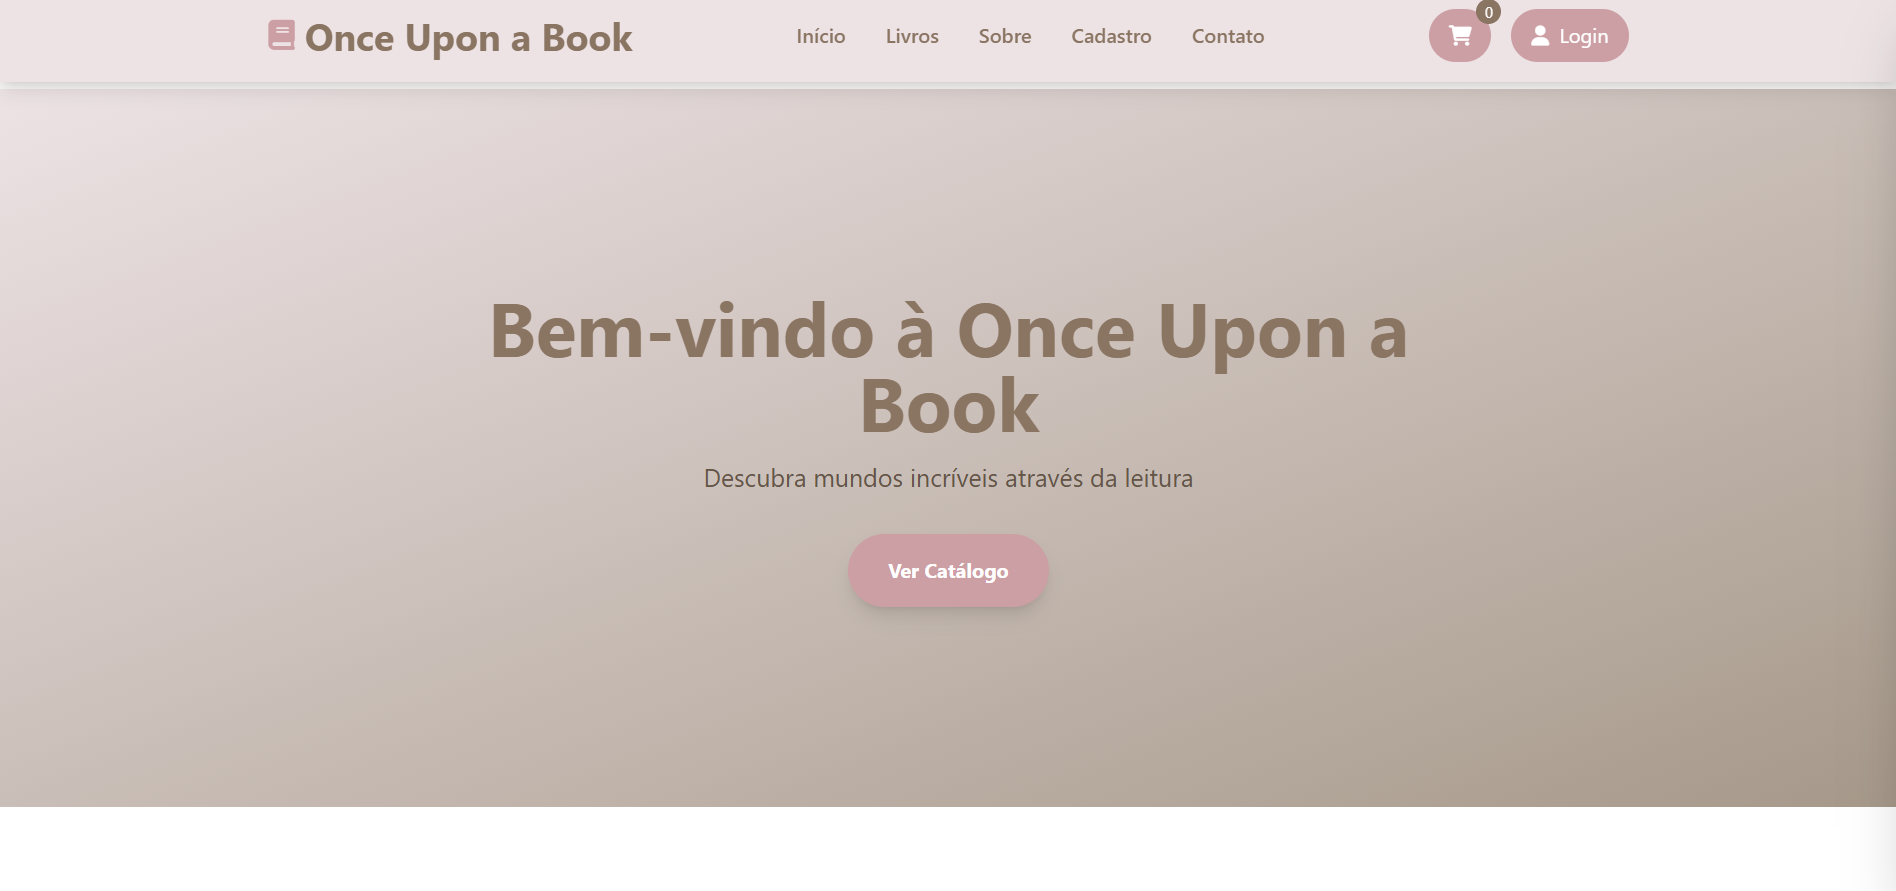 Once Upon a Book
Início Livros Sobre Cadastro Contato
0
Login
Bem-vindo à Once Upon a
Book
Descubra mundos incríveis através da leitura
Ver Catálogo